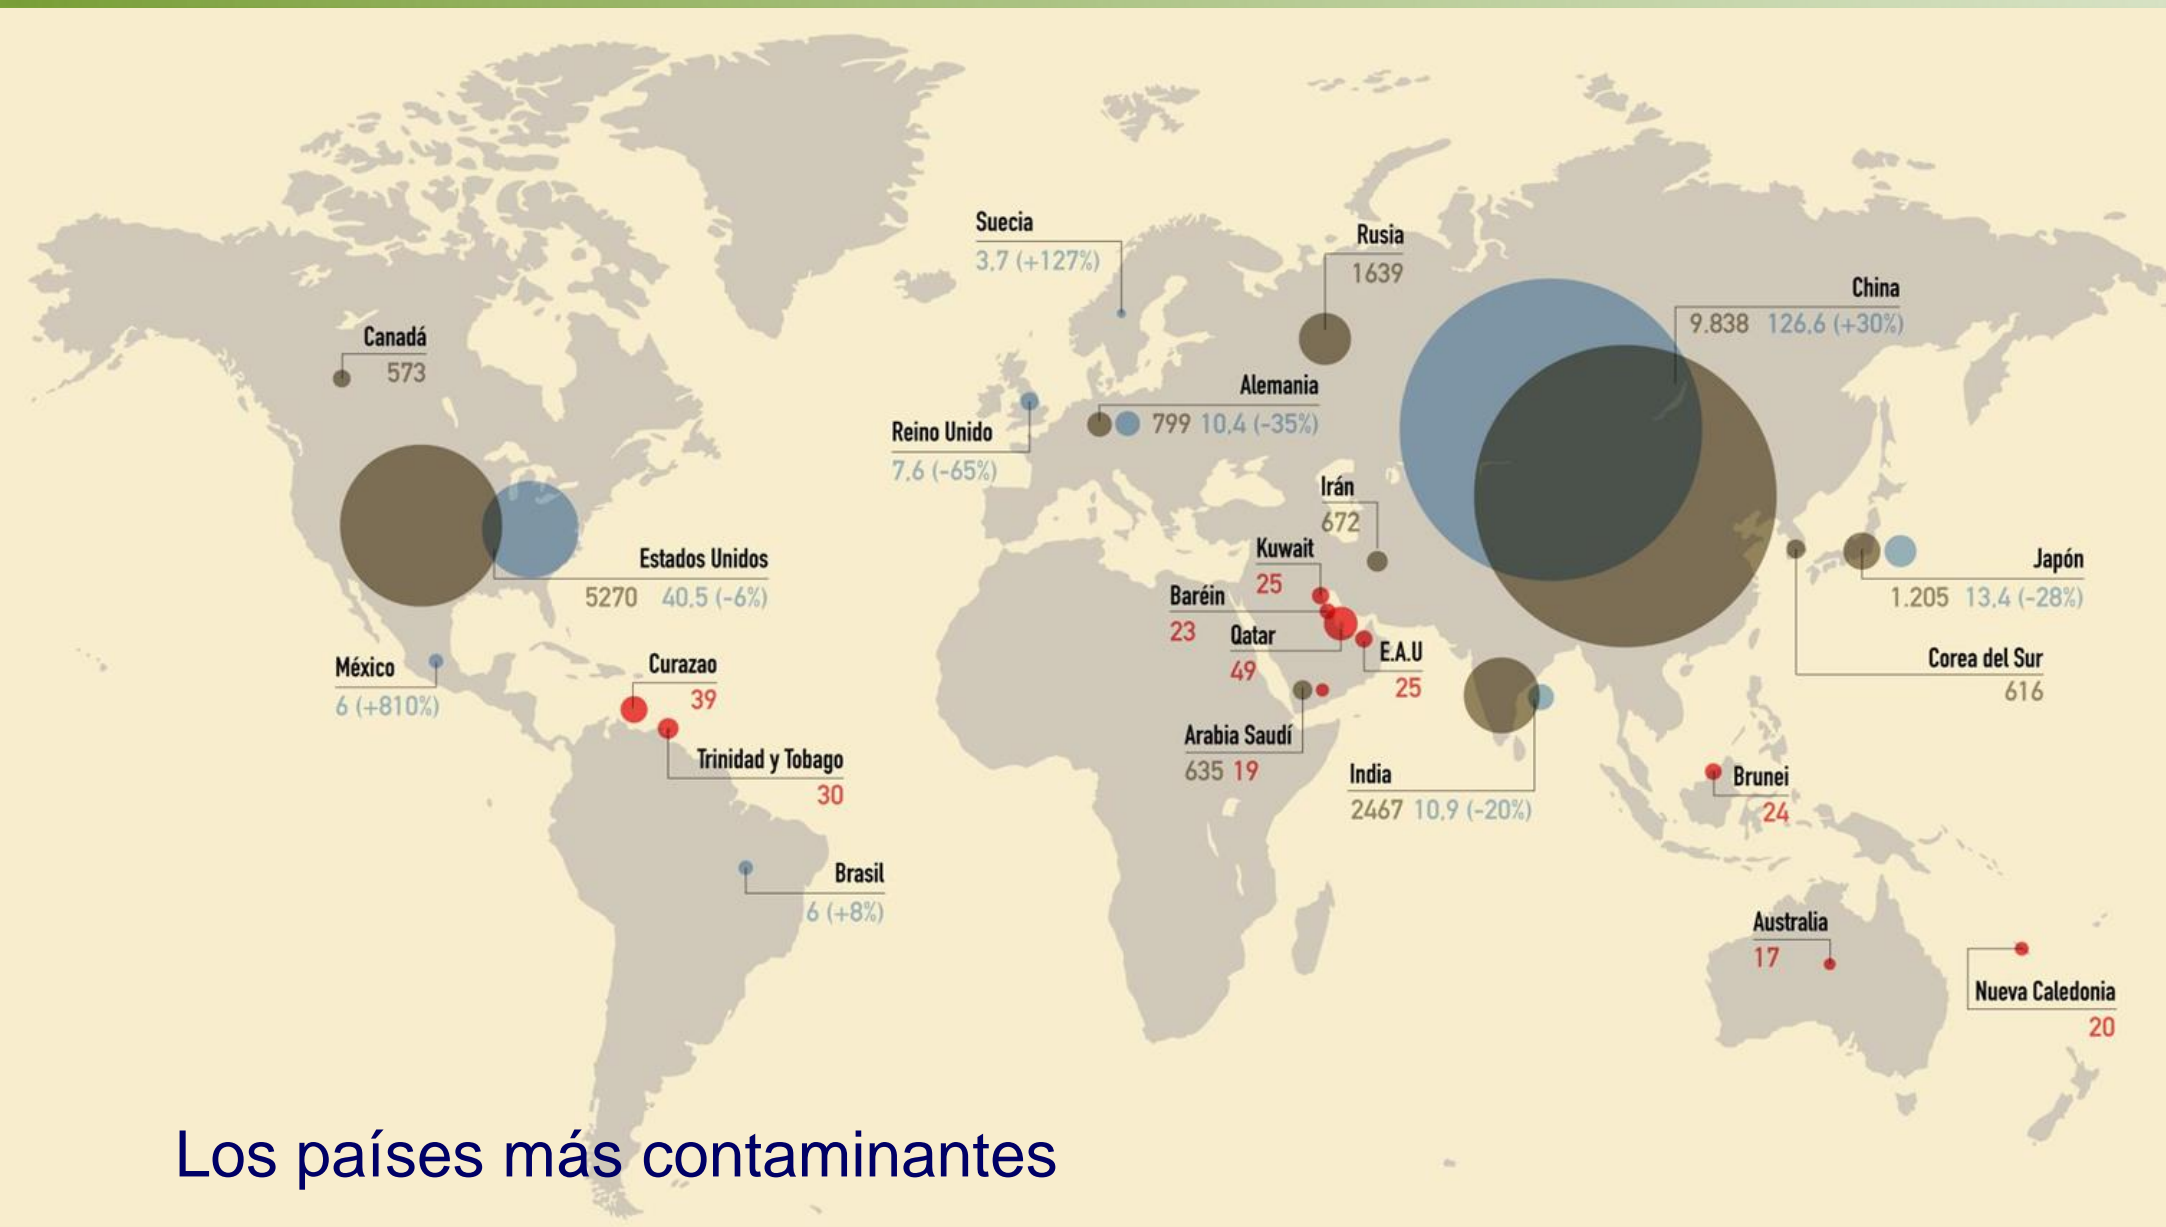 Suecia
3,7 (+127%)
Rusia
1639
China
9.838 126,6 (+30%)
Canadá
573
Alemania
799 10,4 (-35%)
Reino Unido
7,6 (-65%)
Irán
672
Kuwait
25
Estados Unidos
5270 40,5 (-6%)
Baréin
23
Qatar
49
E.A.U
25
Japón
1.205 13,4 (-28%)
Corea del Sur
616
México
6 (+810%)
Curazao
39
Trinidad y Tobago
30
Arabia Saudí
635 19
India
2467 10,9 (-20%)
Brunei
24
Brasil
6 (+8%)
Australia
17
Nueva Caledonia
20
Los países más contaminantes